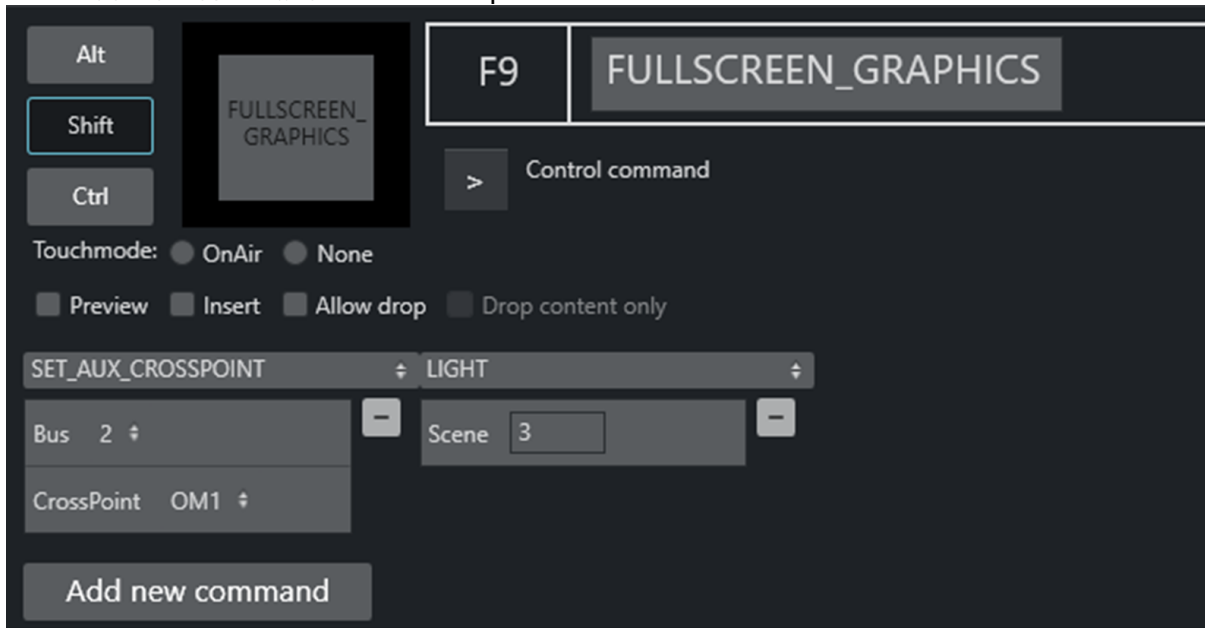 Alt
Shift
Ctrl
FULLSCREEN_
GRAPHICS
F9
FULLSCREEN_GRAPHICS
> Control command
Touchmode: OnAir None
Preview Insert Allow drop Drop content only
SET_AUX_CROSSPOINT LIGHT
Bus 2 −
Scene 3 −
CrossPoint OM1
Add new command